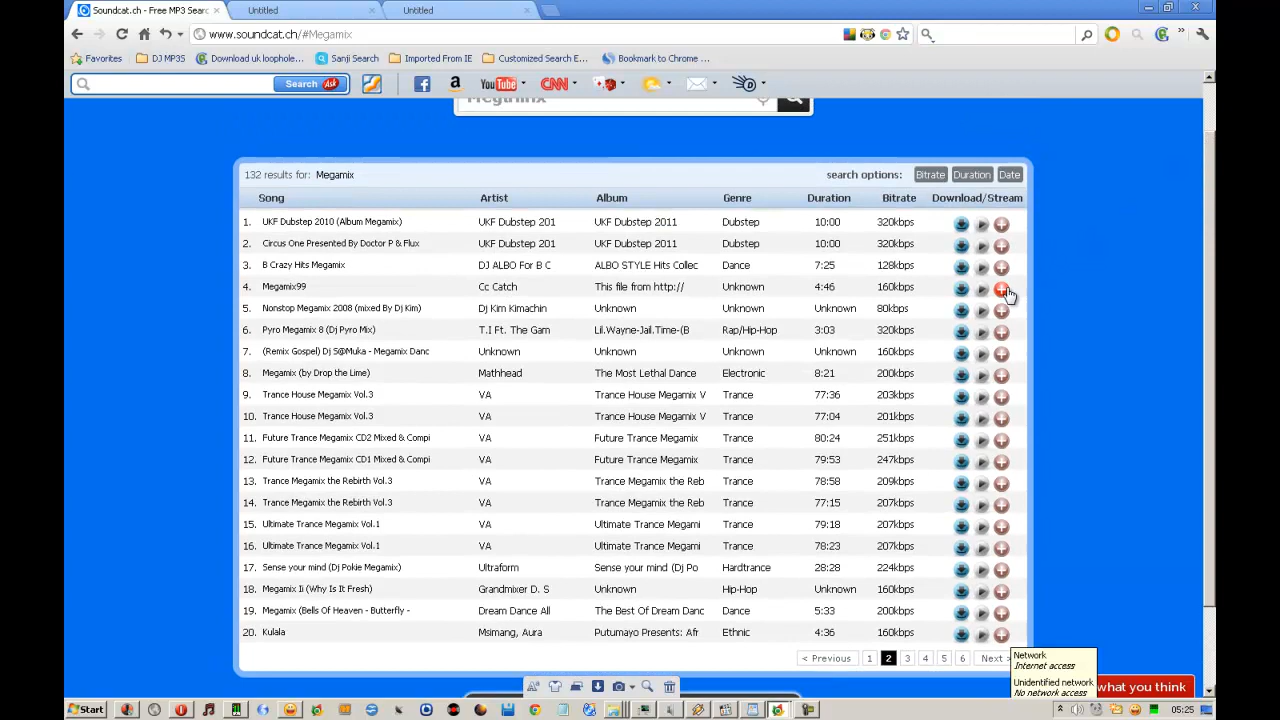 Soundcat.ch - Free MP3 Searc
Untitled
Untitled
www.soundcat.ch/#Megamix
Favorites
DJ MP3S
Download uk loophole...
Sanji Search
Imported From IE
Customized Search E...
Bookmark to Chrome ...
Search Ask
YouTube
CNN
Megamix
132 results for: Megamix
search options: Bitrate Duration Date
Song Artist Album Genre Duration Bitrate Download/Stream
1. UKF Dubstep 2010 (Album Megamix) UKF Dubstep 201 UKF Dubstep 2011 Dubstep 10:00 320kbps
2. Circus One Presented By Doctor P & Flux UKF Dubstep 201 UKF Dubstep 2011 Dubstep 10:00 320kbps
3. B Crazy Hits Megamix DJ ALBO For B C ALBO STYLE Hits Collec Dance 7:25 128kbps
4. Megamix99 Cc Catch This file from http:// Unknown 4:46 160kbps
5. Nonstop Megamix 2008 (mixed By Dj Kim) Dj Kim Kimachin Unknown Unknown Unknown 80kbps
6. Pyro Megamix 8 (Dj Pyro Mix) T.I Ft. The Gam Lil.Wayne-Jail.Time-(B Rap/Hip-Hop 3:03 320kbps
7. (Remix Gospel) Dj S@Muka - Megamix Danc Unknown Unknown Unknown Unknown 160kbps
8. Megamix (by Drop the Lime) Mathhead The Most Lethal Dance Electronic 8:21 200kbps
9. Trance House Megamix Vol.3 VA Trance House Megamix V Trance 77:36 203kbps
10. Trance House Megamix Vol.3 VA Trance House Megamix V Trance 77:04 201kbps
11. Future Trance Megamix CD2 Mixed & Compi VA Future Trance Megamix Trance 80:24 251kbps
12. Future Trance Megamix CD1 Mixed & Compi VA Future Trance Megamix Trance 79:53 247kbps
13. Trance Megamix the Rebirth Vol.3 VA Trance Megamix the Reb Trance 78:58 209kbps
14. Trance Megamix the Rebirth Vol.3 VA Trance Megamix the Reb Trance 77:15 207kbps
15. Ultimate Trance Megamix Vol.1 VA Ultimate Trance Megami Trance 79:18 207kbps
16. Ultimate Trance Megamix Vol.1 VA Ultimate Trance Megami Trance 78:23 207kbps
17. Sense your mind (Dj Pokie Megamix) Ultraform Sense your mind (Dj Po Hardtrance 28:28 224kbps
18. Megamix Ii (Why Is It Fresh) Grandmixer D. S Unknown Hip-Hop Unknown 160kbps
19. Megamix (Bells Of Heaven - Butterfly - Dream Dance All The Best Of Dream Danc Dance 5:33 200kbps
20. Kulala Msimang, Aura Putumayo Presents: Afr Ethnic 4:36 160kbps
< Previous 1 2 3 4 5 6 Next >
Network
Internet access
Unidentified network
No network access
what you think
Start
05:25